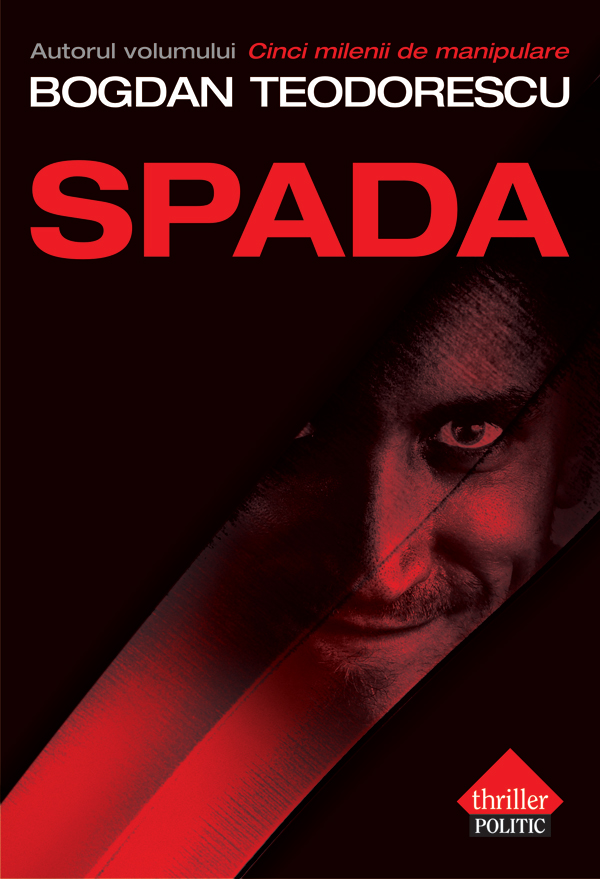 Autorul volumului Cinci milenii de manipulare
BOGDAN TEODORESCU
SPADA
thriller
POLITIC